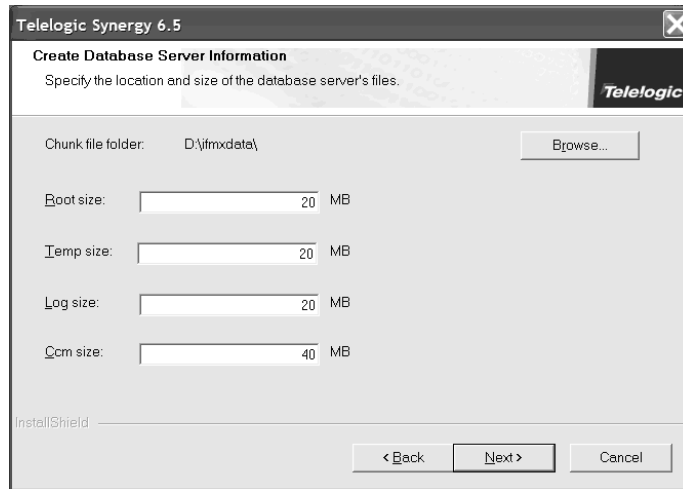 Telelogic Synergy 6.5
Create Database Server Information
Specify the location and size of the database server's files.
Telelogic
Chunk file folder: D:\ifmxdata\ Browse...
Root size: 20 MB
Temp size: 20 MB
Log size: 20 MB
Ccm size: 40 MB
InstallShield
< Back Next > Cancel